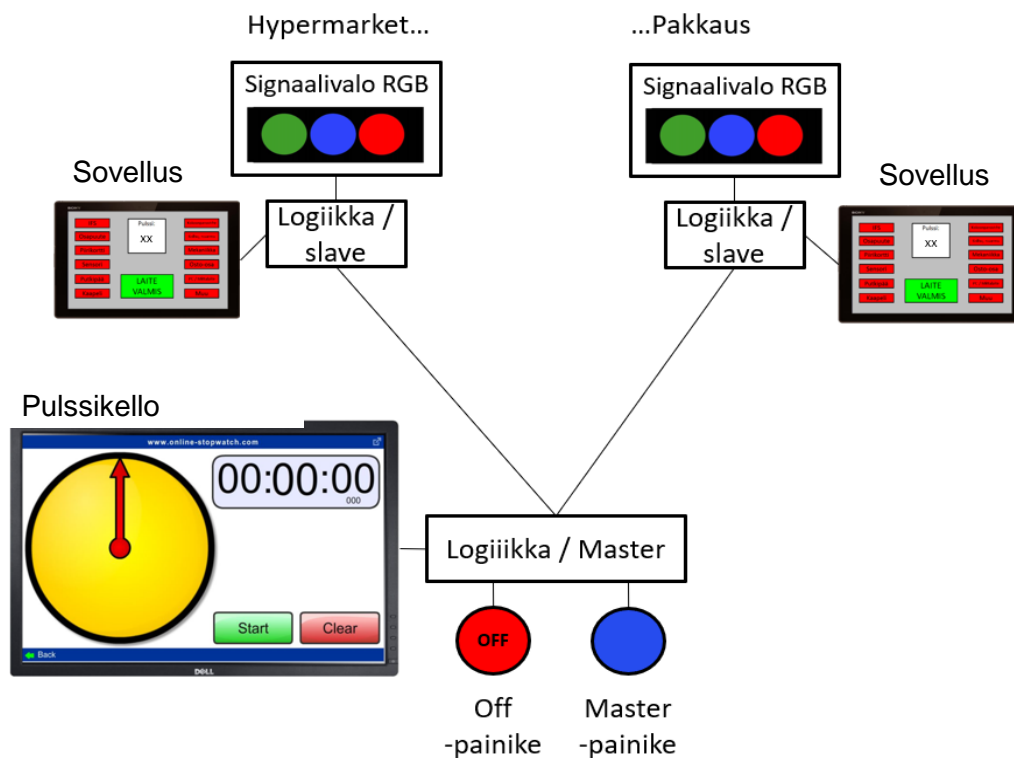 Hypermarket...
...Pakkaus
Signaalivalo RGB
Signaalivalo RGB
Sovellus
Sovellus
Logiikka /
slave
Logiikka /
slave
Pulssi:
XX
LAITE
VALMIS
Pulssi:
XX
LAITE
VALMIS
Pulssikello
www.online-stopwatch.com
00:00:00
000
Start
Clear
Back
DELL
Logiiikka / Master
OFF
Off
-painike
Master
-painike